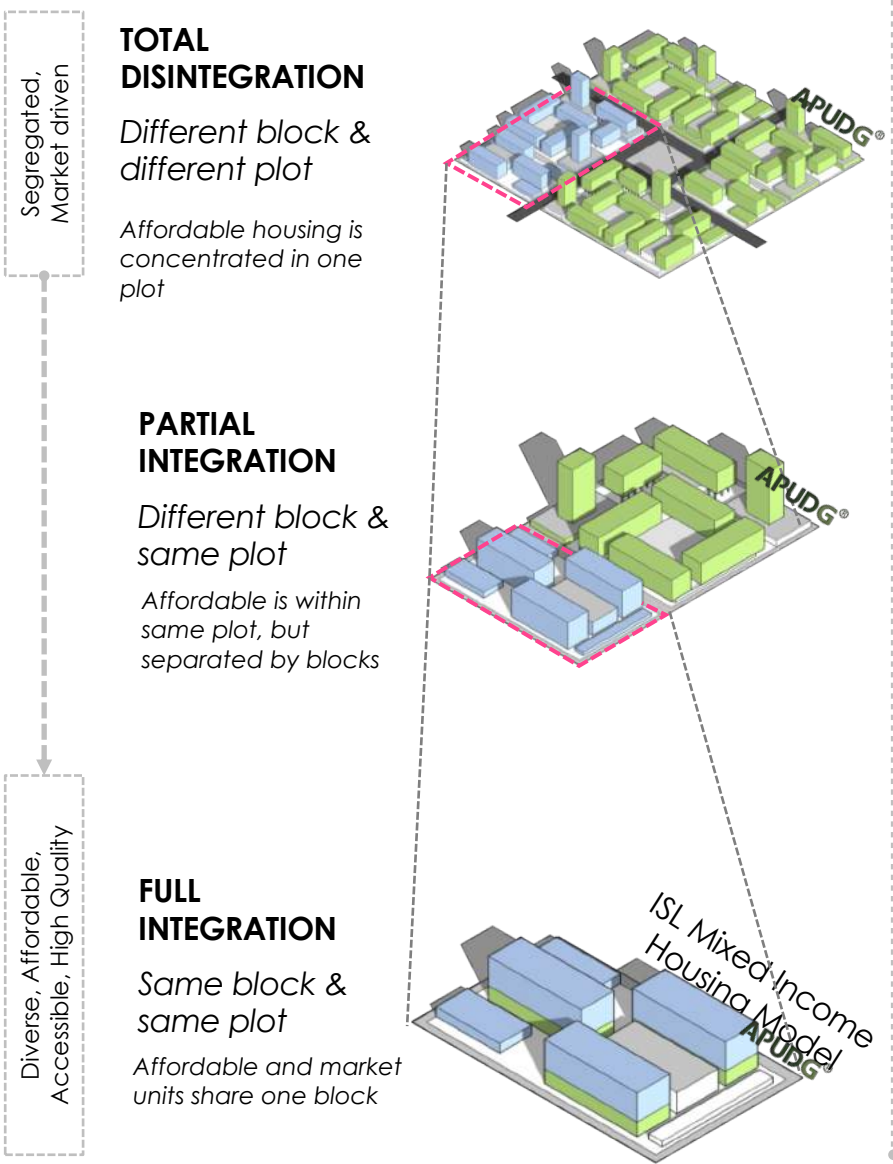 Segregated,
Market driven
TOTAL
DISINTEGRATION
Different block &
different plot
Affordable housing is
concentrated in one
plot
APUDG®
PARTIAL
INTEGRATION
Different block &
same plot
Affordable is within
same plot, but
separated by blocks
APUDG®
Diverse, Affordable,
Accessible, High Quality
FULL
INTEGRATION
Same block &
same plot
Affordable and market
units share one block
ISL Mixed Income
Housing Model
APUDG®